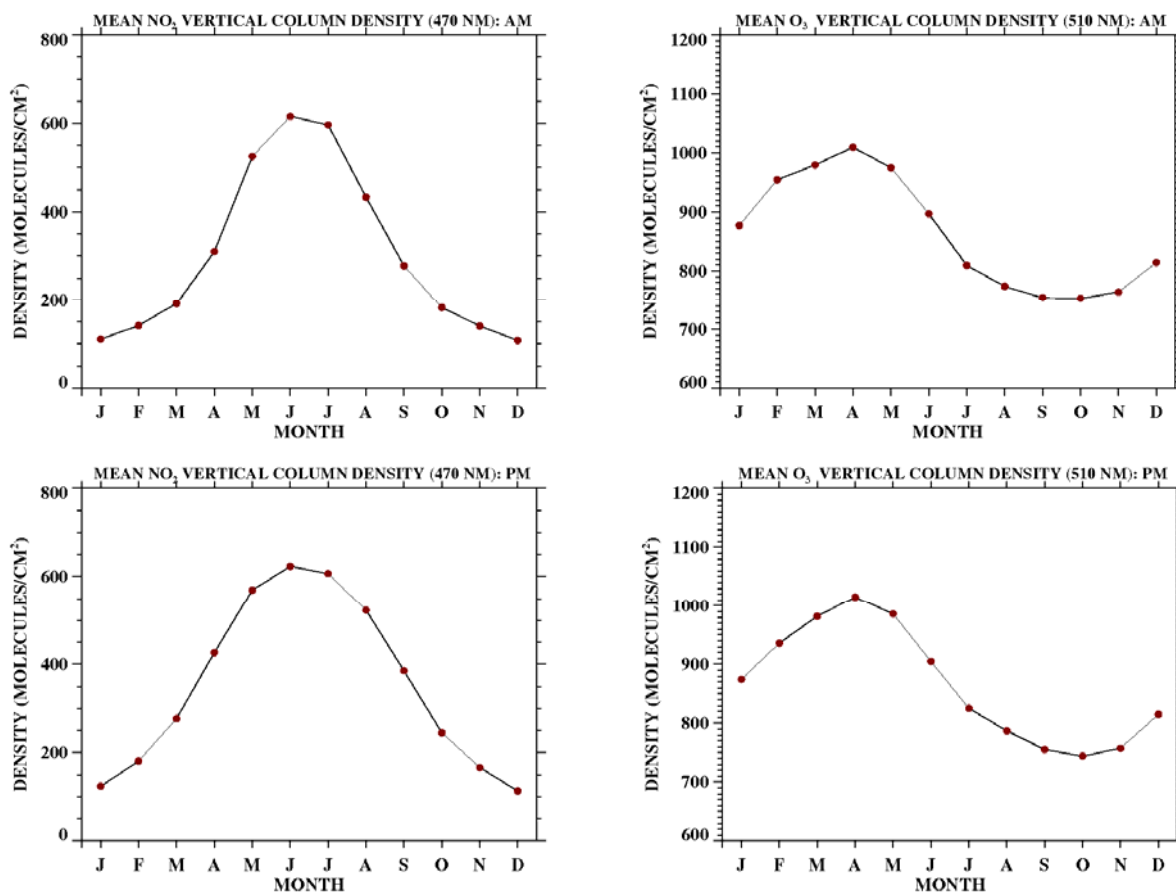 MEAN NO₂ VERTICAL COLUMN DENSITY (470 NM): AM
800
600
400
200
0
DENSITY (MOLECULES/CM²)
J F M A M J J A S O N D
MONTH
MEAN O₃ VERTICAL COLUMN DENSITY (510 NM): AM
1200
1100
1000
900
800
700
600
DENSITY (MOLECULES/CM²)
J F M A M J J A S O N D
MONTH
MEAN NO₂ VERTICAL COLUMN DENSITY (470 NM): PM
800
600
400
200
0
DENSITY (MOLECULES/CM²)
J F M A M J J A S O N D
MONTH
MEAN O₃ VERTICAL COLUMN DENSITY (510 NM): PM
1200
1100
1000
900
800
700
600
DENSITY (MOLECULES/CM²)
J F M A M J J A S O N D
MONTH